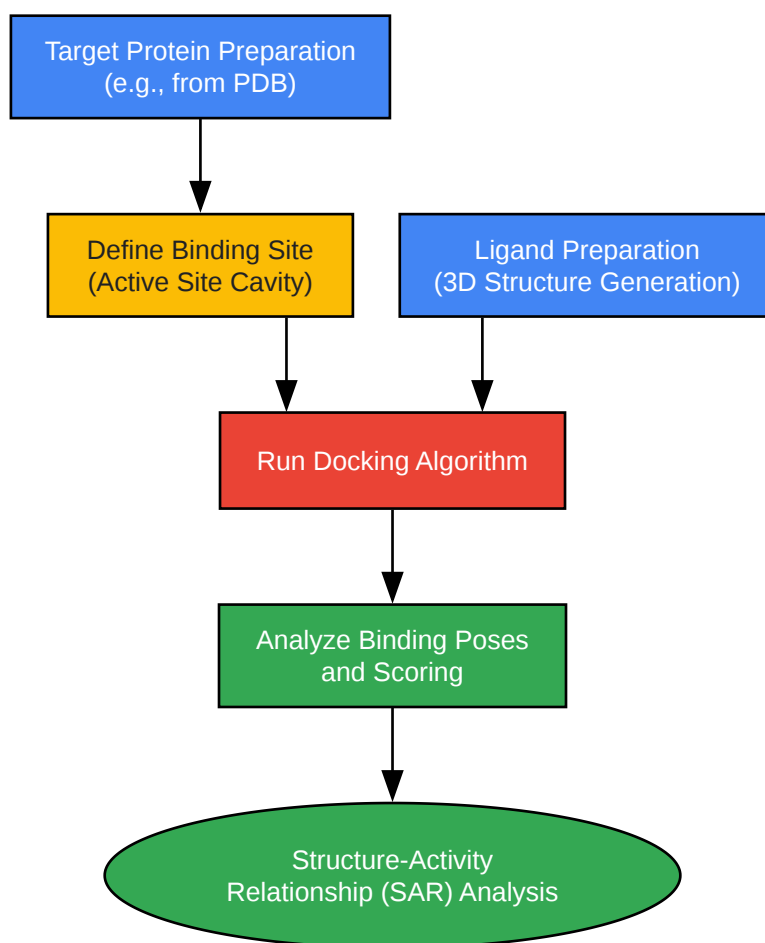 Target Protein Preparation
(e.g., from PDB)
Define Binding Site
(Active Site Cavity)
Ligand Preparation
(3D Structure Generation)
Run Docking Algorithm
Analyze Binding Poses
and Scoring
Structure-Activity
Relationship (SAR) Analysis